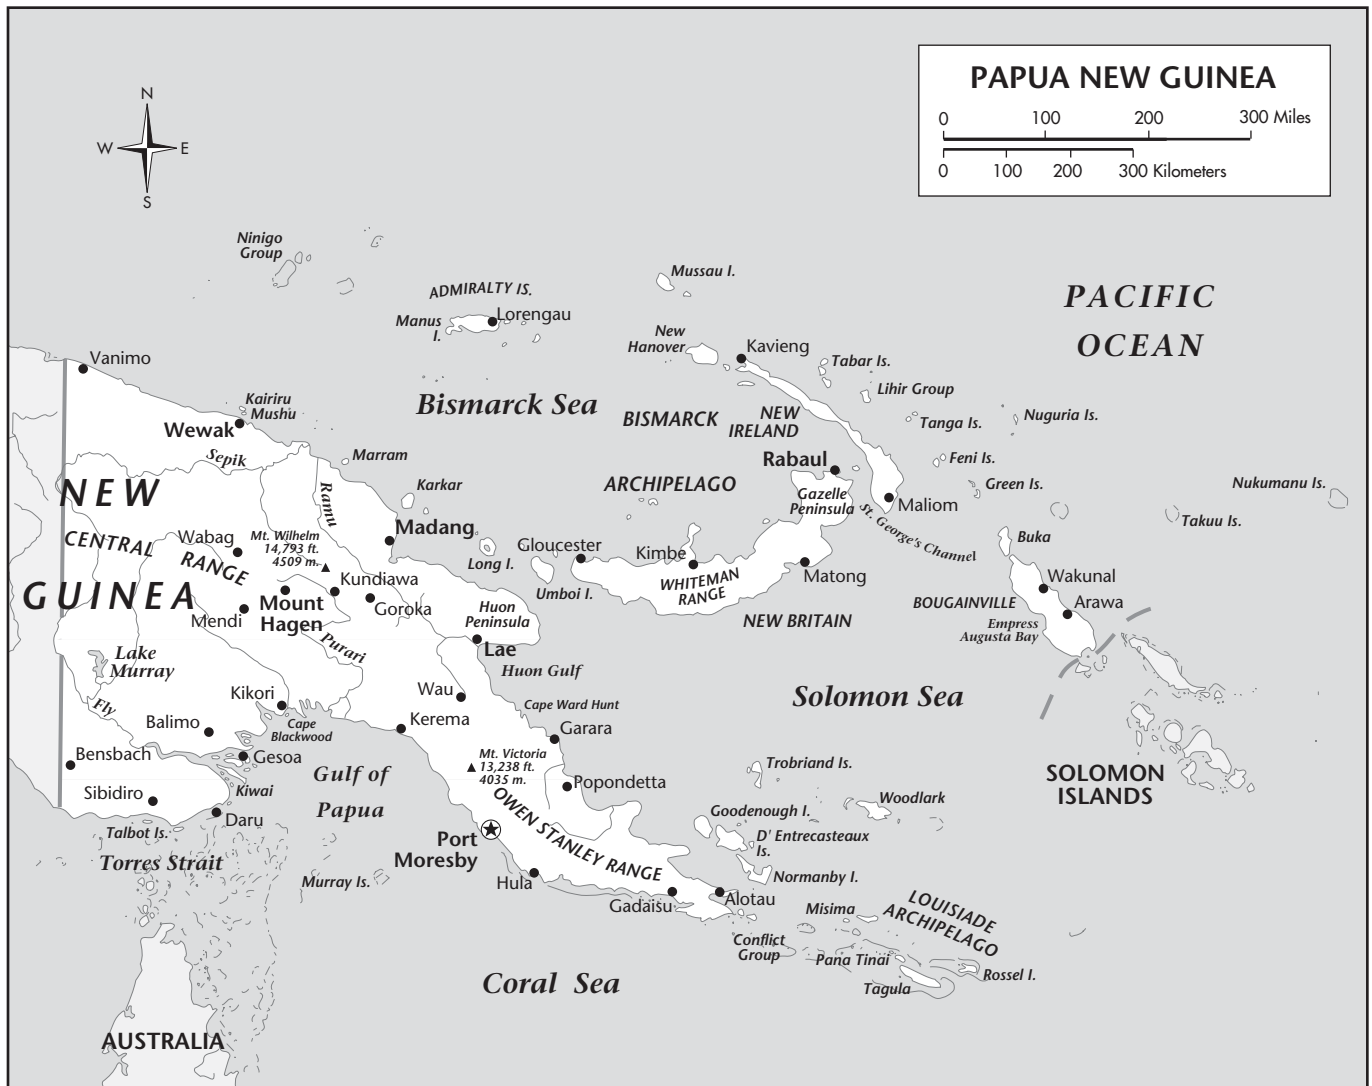 PAPUA NEW GUINEA
0 100 200 300 Miles
0 100 200 300 Kilometers
N
W E
S
Ninigo
Group
Mussau I.
PACIFIC
OCEAN
ADMIRALTY IS.
Manus
I.
Lorengau
New
Hanover
Kavieng
Vanimo
Tabar Is.
Lihir Group
Kairiru
Mushu
Bismarck Sea
BISMARCK
NEW
IRELAND
Tanga Is.
Nuguria Is.
Wewak
Sepik
Marram
Rabaul
Feni Is.
Green Is.
Nukumanu Is.
NEW
Ramu
Karkar
ARCHIPELAGO
Gazelle
Peninsula
Maliom
Takuu Is.
St. George's Channel
Madang
CENTRAL
RANGE
Wabag
Mt. Wilhelm
14,793 ft.
4509 m.
Long I.
Gloucester
Kimbe
Buka
Umboi I.
WHITEMAN
RANGE
Matong
Wakunal
GUINEA
Kundiawa
Mount
Hagen
Goroka
Mendi
Huon
Peninsula
NEW BRITAIN
BOUGAINVILLE
Arawa
Empress
Augusta Bay
Purari
Lae
Lake
Murray
Huon Gulf
Wau
Kikori
Solomon Sea
Fly
Balimo
Cape
Blackwood
Kerema
Cape Ward Hunt
Garara
Bensbach
Gesoa
Gulf of
Papua
Mt. Victoria
13,238 ft.
4035 m.
Popondetta
Trobriand Is.
SOLOMON
ISLANDS
Sibidiro
Kiwai
Daru
Woodlark
Goodenough I.
OWEN STANLEY RANGE
Talbot Is.
Torres Strait
Port
Moresby
D' Entrecasteaux
Is.
Murray Is.
Hula
Normanby I.
Gadaisu
Alotau
Misima
LOUISIADE
ARCHIPELAGO
Conflict
Group
Pana Tinai
Rossel I.
Tagula
Coral Sea
AUSTRALIA